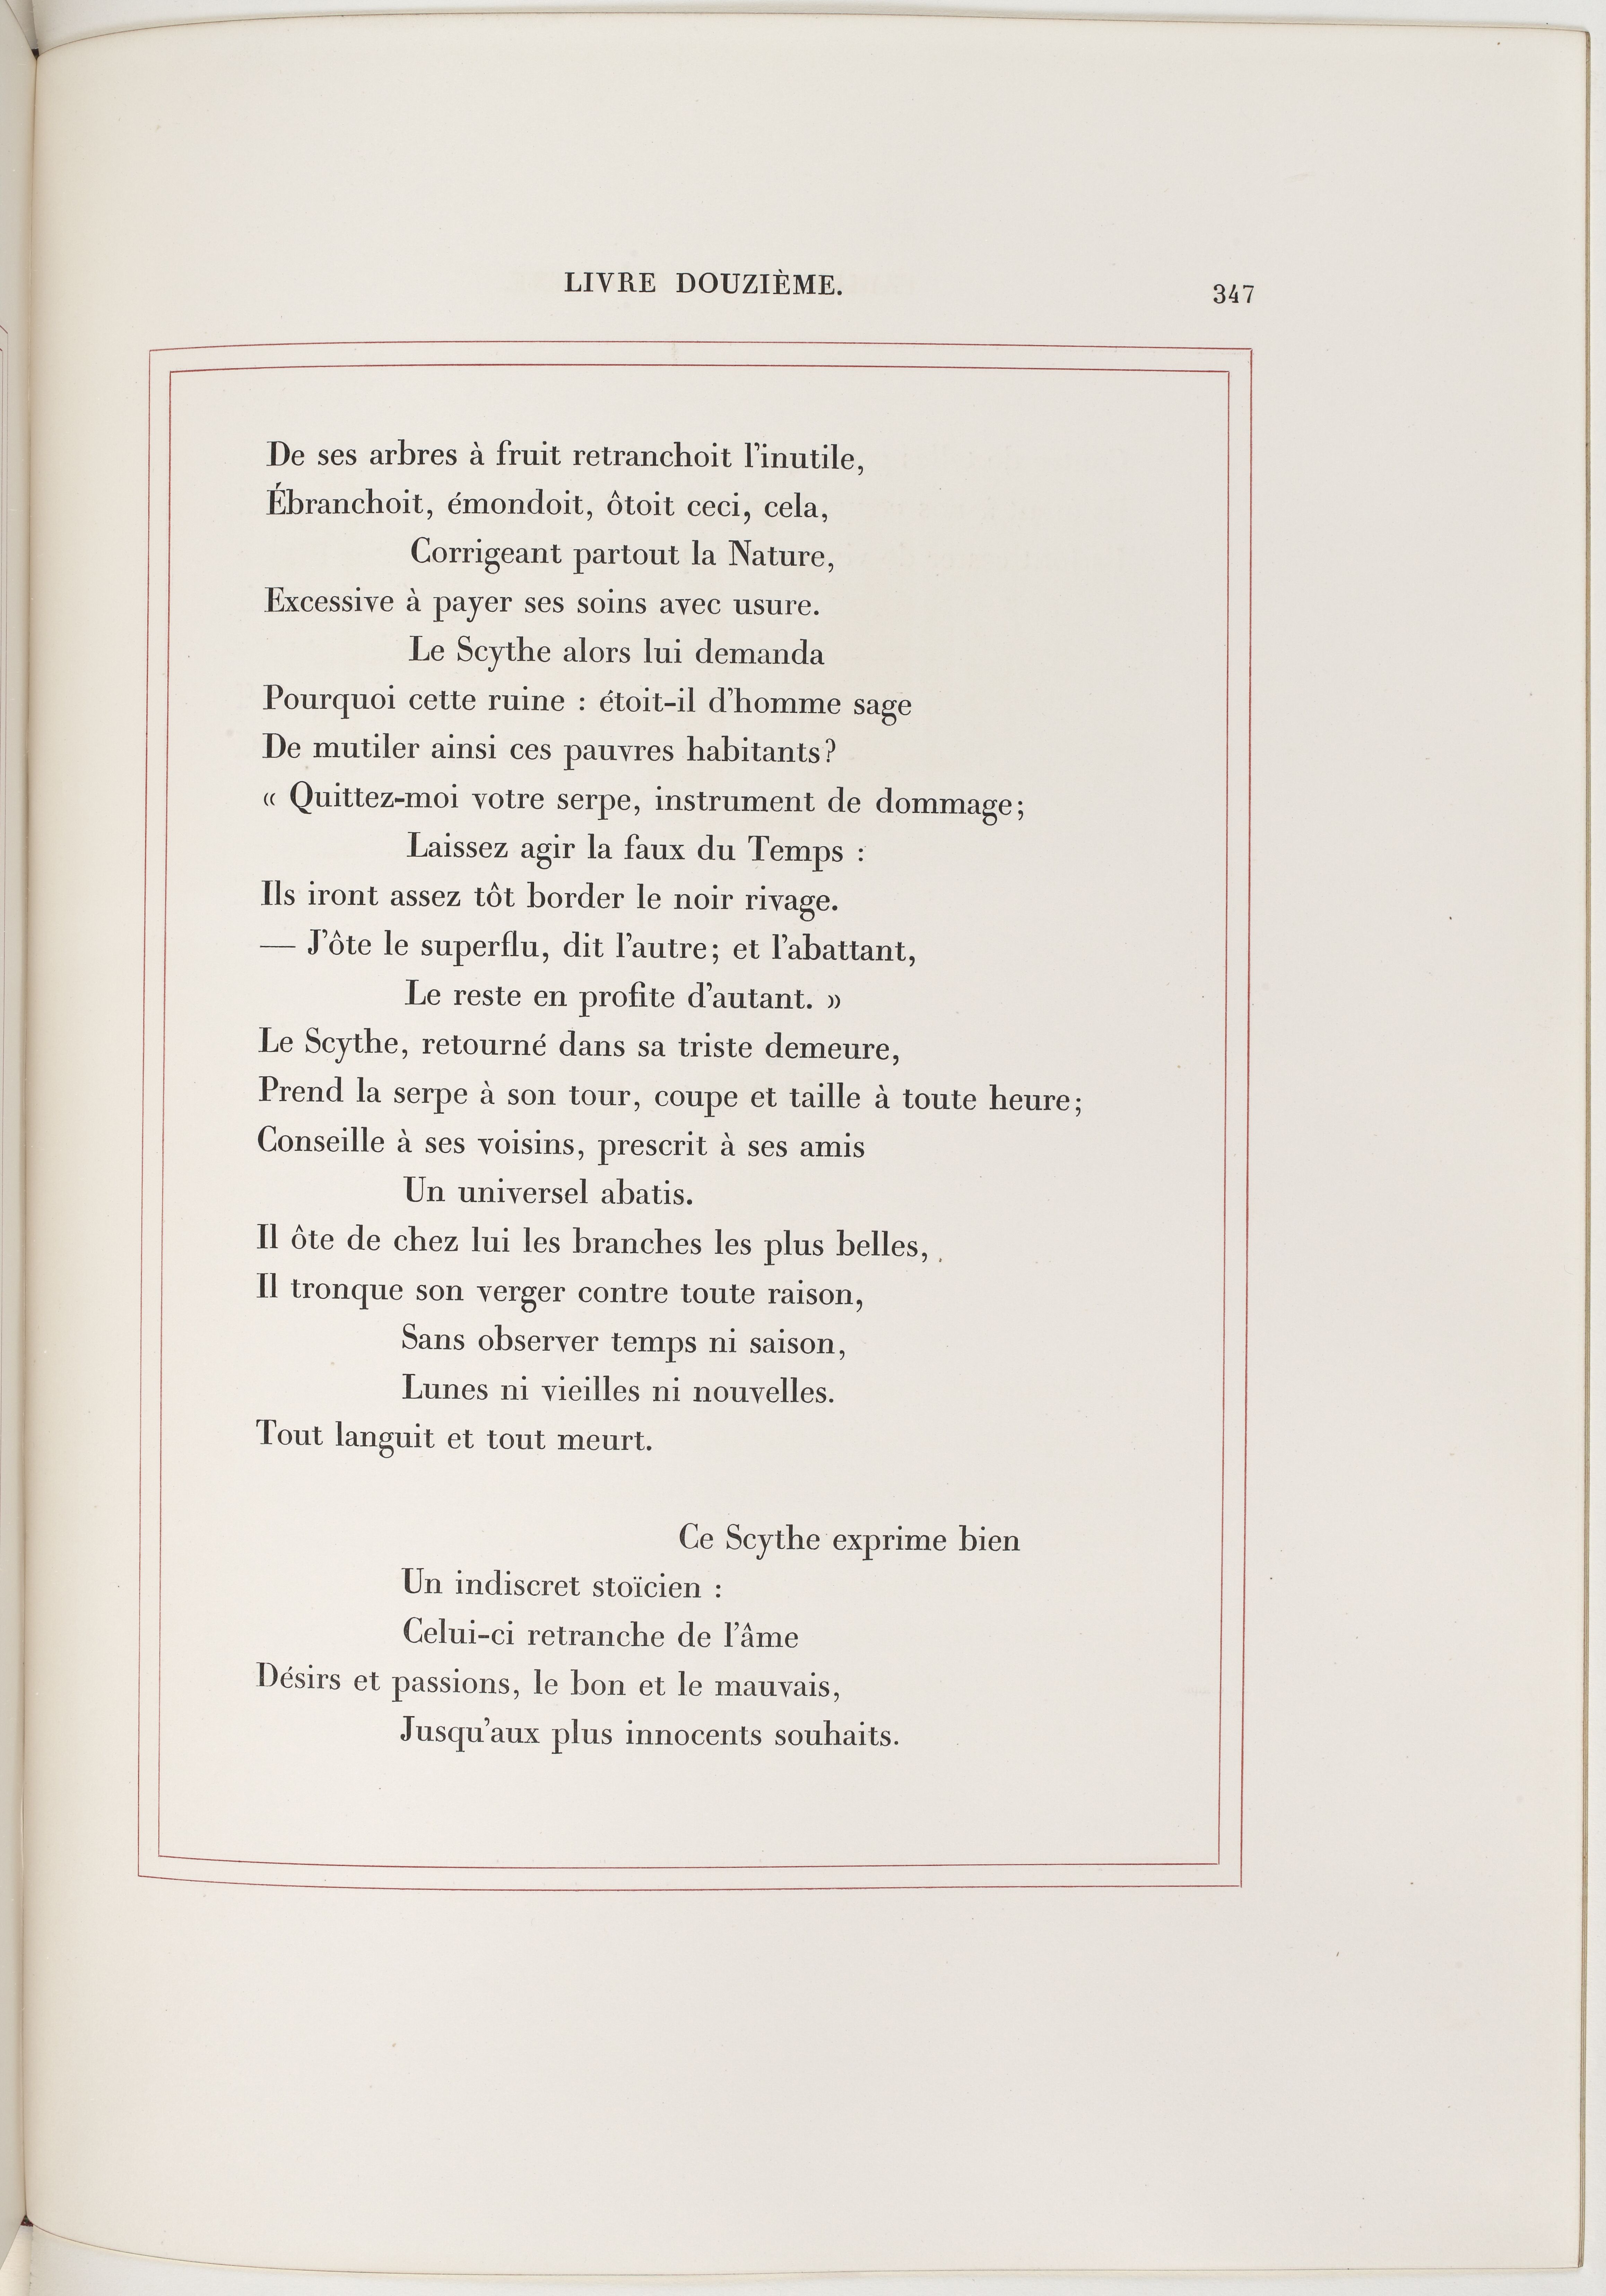 LIVRE DOUZIÈME.
347
De ses arbres à fruit retranchoit l'inutile,
Ébranchoit, émondoit, ôtoit ceci, cela,
Corrigeant partout la Nature,
Excessive à payer ses soins avec usure.
Le Scythe alors lui demanda
Pourquoi cette ruine : étoit-il d'homme sage
De mutiler ainsi ces pauvres habitants?
« Quittez-moi votre serpe, instrument de dommage;
Laissez agir la faux du Temps :
Ils iront assez tôt border le noir rivage.
— J'ôte le superflu, dit l'autre; et l'abattant,
Le reste en profite d'autant. »
Le Scythe, retourné dans sa triste demeure,
Prend la serpe à son tour, coupe et taille à toute heure;
Conseille à ses voisins, prescrit à ses amis
Un universel abatis.
Il ôte de chez lui les branches les plus belles,
Il tronque son verger contre toute raison,
Sans observer temps ni saison,
Lunes ni vieilles ni nouvelles.
Tout languit et tout meurt.
Ce Scythe exprime bien
Un indiscret stoïcien :
Celui-ci retranche de l'âme
Désirs et passions, le bon et le mauvais,
Jusqu'aux plus innocents souhaits.